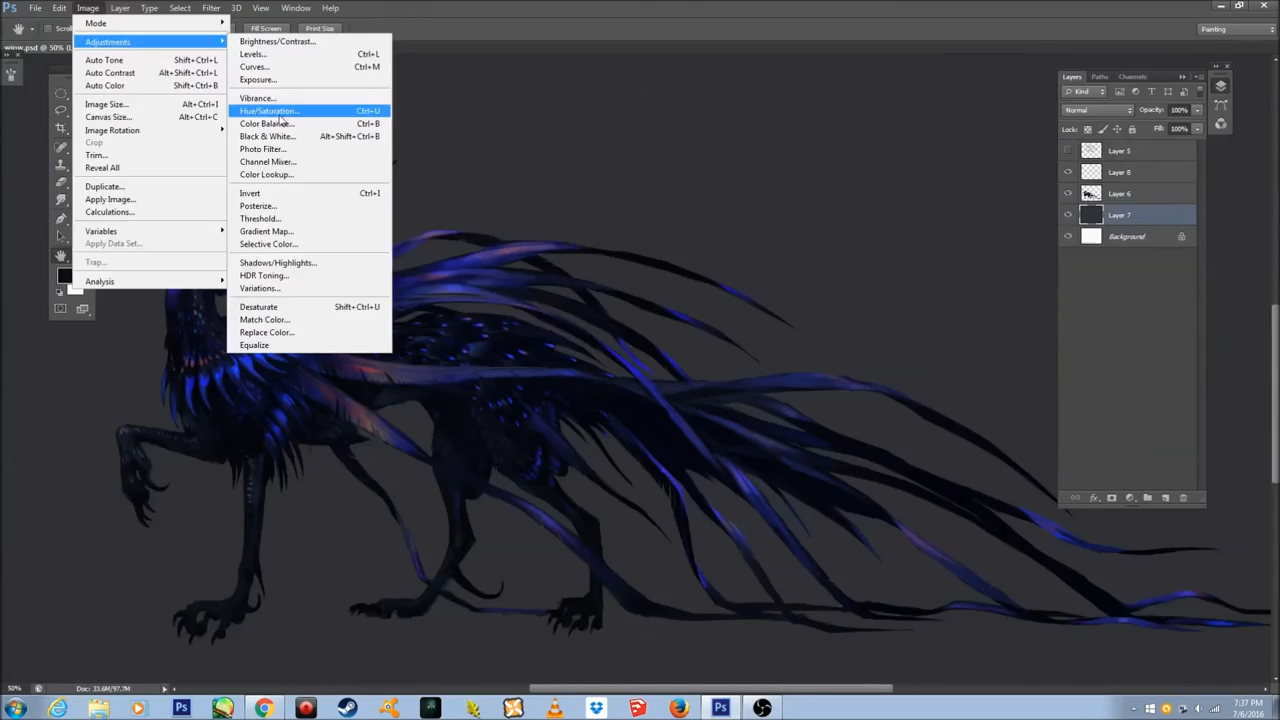 Ps File Edit Image Layer Type Select Filter 3D View Window Help
Fill Screen Print Size Painting
Mode
Adjustments
Auto Tone Shift+Ctrl+L
Auto Contrast Alt+Shift+Ctrl+L
Auto Color Shift+Ctrl+B
Image Size... Alt+Ctrl+I
Canvas Size... Alt+Ctrl+C
Image Rotation
Crop
Trim...
Reveal All
Duplicate...
Apply Image...
Calculations...
Variables
Apply Data Set...
Trap...
Analysis
Brightness/Contrast...
Levels... Ctrl+L
Curves... Ctrl+M
Exposure...
Vibrance...
Hue/Saturation... Ctrl+U
Color Balance... Ctrl+B
Black & White... Alt+Shift+Ctrl+B
Photo Filter...
Channel Mixer...
Color Lookup...
Invert Ctrl+I
Posterize...
Threshold...
Gradient Map...
Selective Color...
Shadows/Highlights...
HDR Toning...
Variations...
Desaturate Shift+Ctrl+U
Match Color...
Replace Color...
Equalize
Layers Paths Channels
Kind
Normal Opacity: 100%
Lock: Fill: 100%
Layer 5
Layer 8
Layer 6
Layer 7
Background
50% Doc: 33.6M/97.7M
7:37 PM
7/6/2016